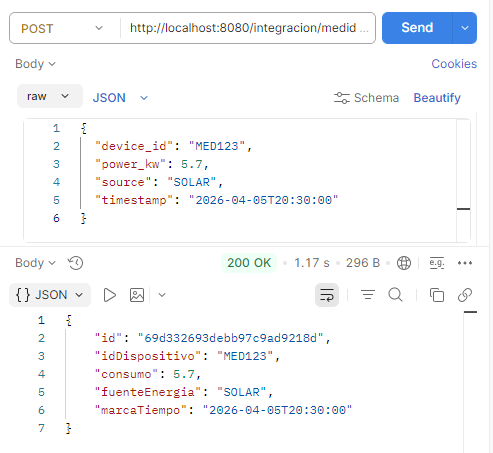 POST http://localhost:8080/integracion/medid ... Send
Body Cookies
raw JSON Schema Beautify
1 {
2 "device_id": "MED123",
3 "power_kw": 5.7,
4 "source": "SOLAR",
5 "timestamp": "2026-04-05T20:30:00"
6 }
Body 200 OK • 1.17 s • 296 B • e.g. •••
{} JSON
1 {
2 "id": "69d332693debb97c9ad9218d",
3 "idDispositivo": "MED123",
4 "consumo": 5.7,
5 "fuenteEnergia": "SOLAR",
6 "marcaTiempo": "2026-04-05T20:30:00"
7 }